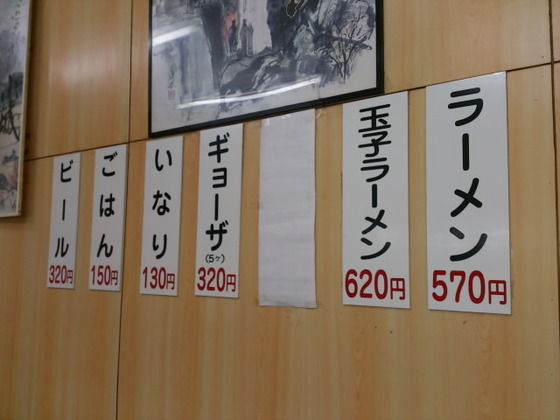 ラーメン
570円
玉子ラーメン
620円
ギョーザ
(5ヶ)
320円
いなり
130円
ごはん
150円
ビール
320円